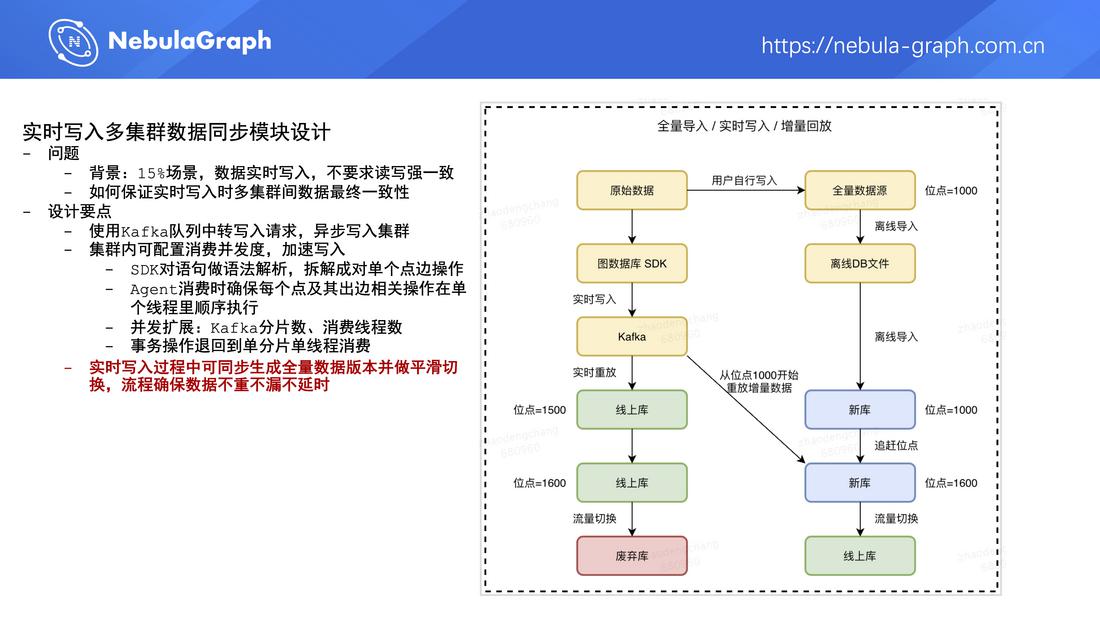 NebulaGraph
https://nebula-graph.com.cn
实时写入多集群数据同步模块设计
- 问题
- 背景：15%场景，数据实时写入，不要求读写强一致
- 如何保证实时写入时多集群间数据最终一致性
- 设计要点
- 使用Kafka队列中转写入请求，异步写入集群
- 集群内可配置消费并发度，加速写入
- SDK对语句做语法解析，拆解成对单个点边操作
- Agent消费时确保每个点及其出边相关操作在单
个线程里顺序执行
- 并发扩展：Kafka分片数、消费线程数
- 事务操作退回到单分片单线程消费
- 实时写入过程中可同步生成全量数据版本并做平滑切
换，流程确保数据不重不漏不延时
全量导入 / 实时写入 / 增量回放
原始数据
用户自行写入
全量数据源
位点=1000
离线导入
图数据库 SDK
离线DB文件
实时写入
Kafka
离线导入
实时重放
从位点1000开始
重放增量数据
位点=1500
线上库
新库
位点=1000
追赶位点
位点=1600
线上库
新库
位点=1600
流量切换
流量切换
废弃库
线上库
zhaodengchang
680960